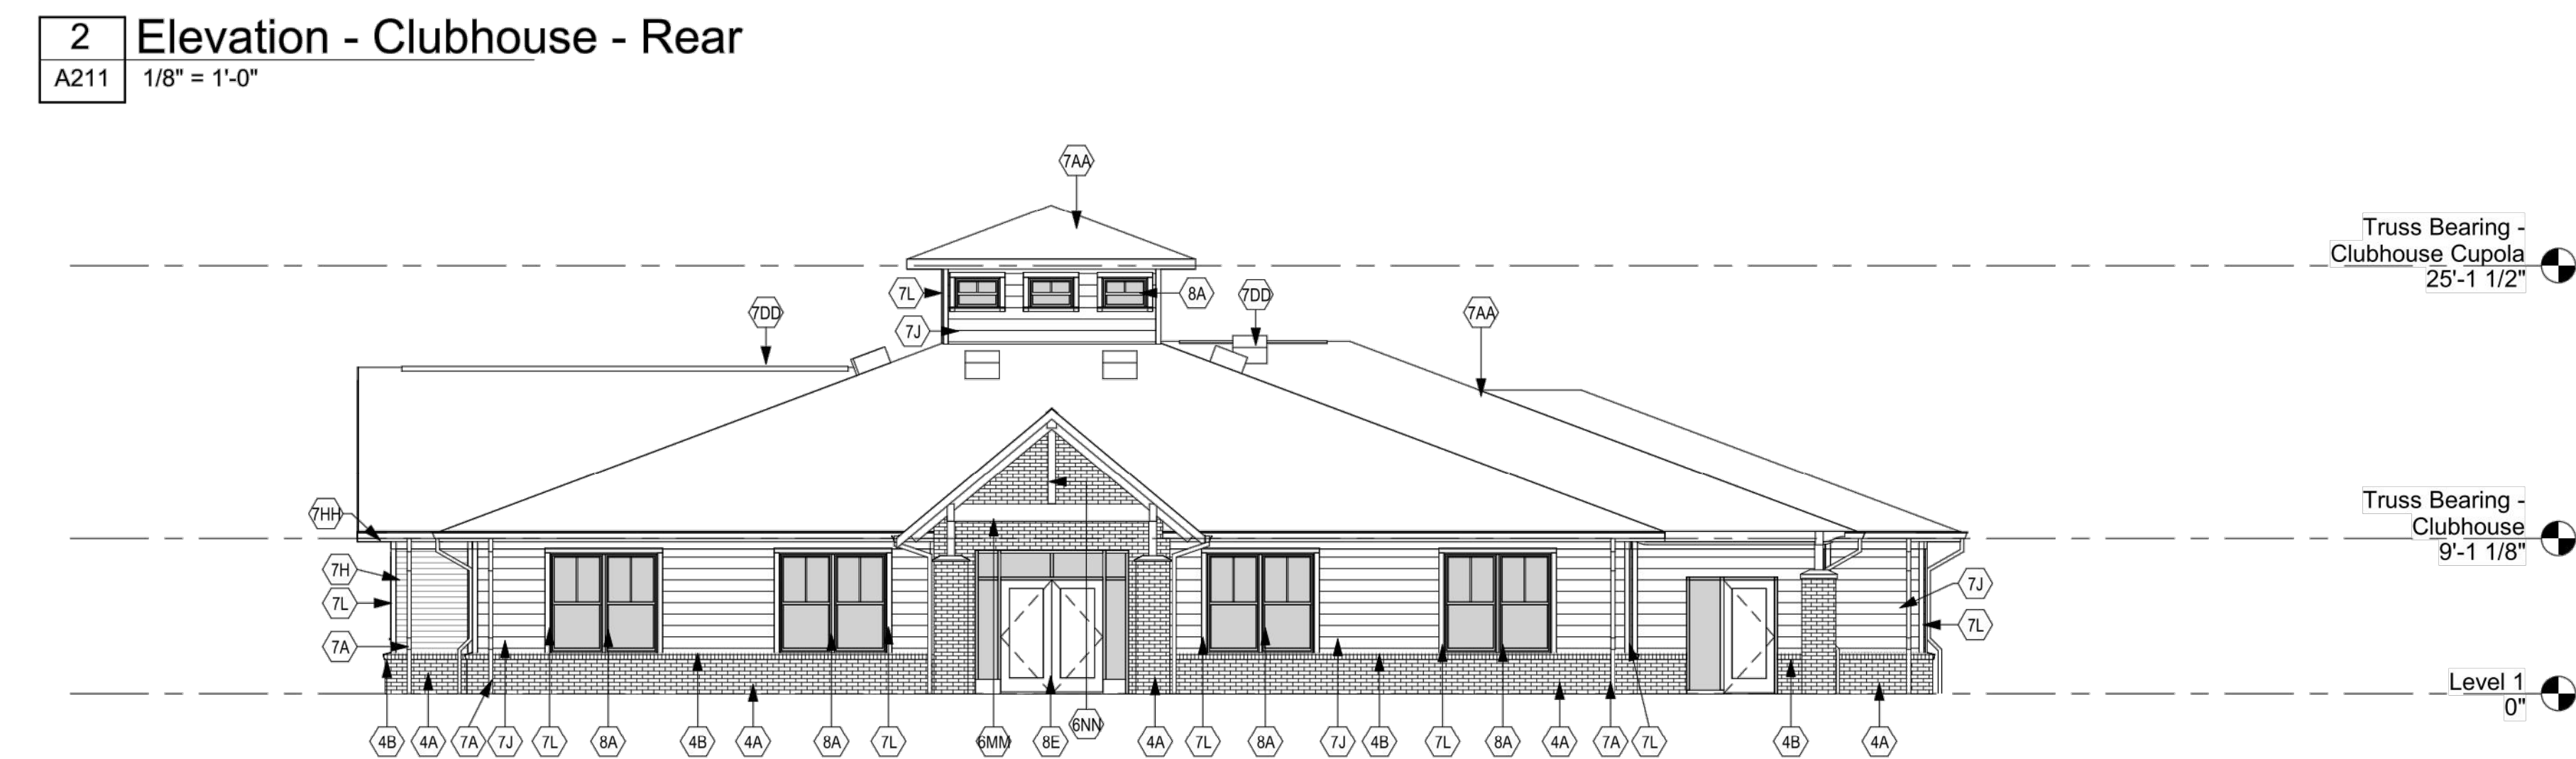 2
Elevation - Clubhouse - Rear
A211
1/8" = 1'-0"
7AA
Truss Bearing -
Clubhouse Cupola
25'-1 1/2"
7L
8A
7DD
7DD
7AA
7J
Truss Bearing -
Clubhouse
9'-1 1/8"
7HH
7H
7L
7A
7J
7L
Level 1
0"
4B
4A
7A
7J
7L
8A
4B
4A
8A
7L
6MM
8E
6NN
4A
7L
8A
7J
4B
7L
8A
4A
7A
7L
4B
4A